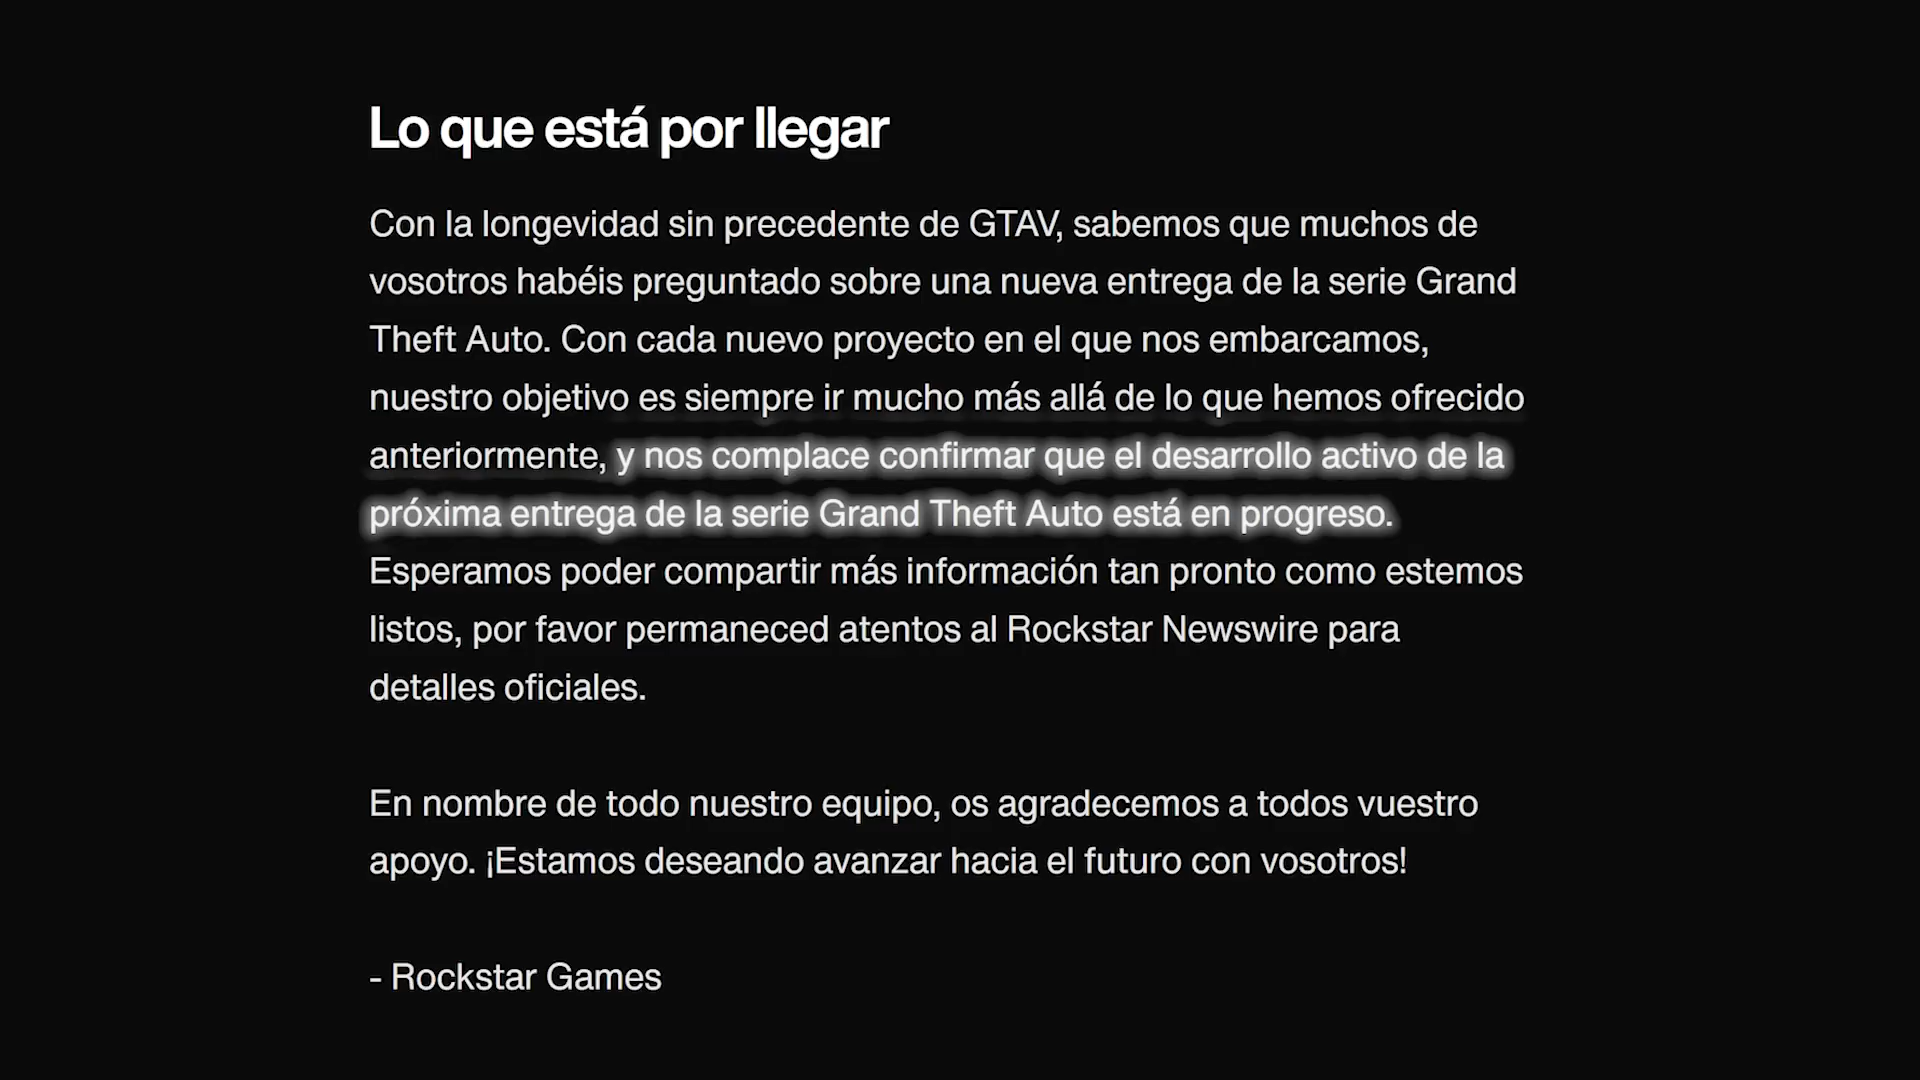 Lo que está por llegar
Con la longevidad sin precedente de GTAV, sabemos que muchos de
vosotros habéis preguntado sobre una nueva entrega de la serie Grand
Theft Auto. Con cada nuevo proyecto en el que nos embarcamos,
nuestro objetivo es siempre ir mucho más allá de lo que hemos ofrecido
anteriormente, y nos complace confirmar que el desarrollo activo de la
próxima entrega de la serie Grand Theft Auto está en progreso.
Esperamos poder compartir más información tan pronto como estemos
listos, por favor permaneced atentos al Rockstar Newswire para
detalles oficiales.
En nombre de todo nuestro equipo, os agradecemos a todos vuestro
apoyo. ¡Estamos deseando avanzar hacia el futuro con vosotros!
- Rockstar Games